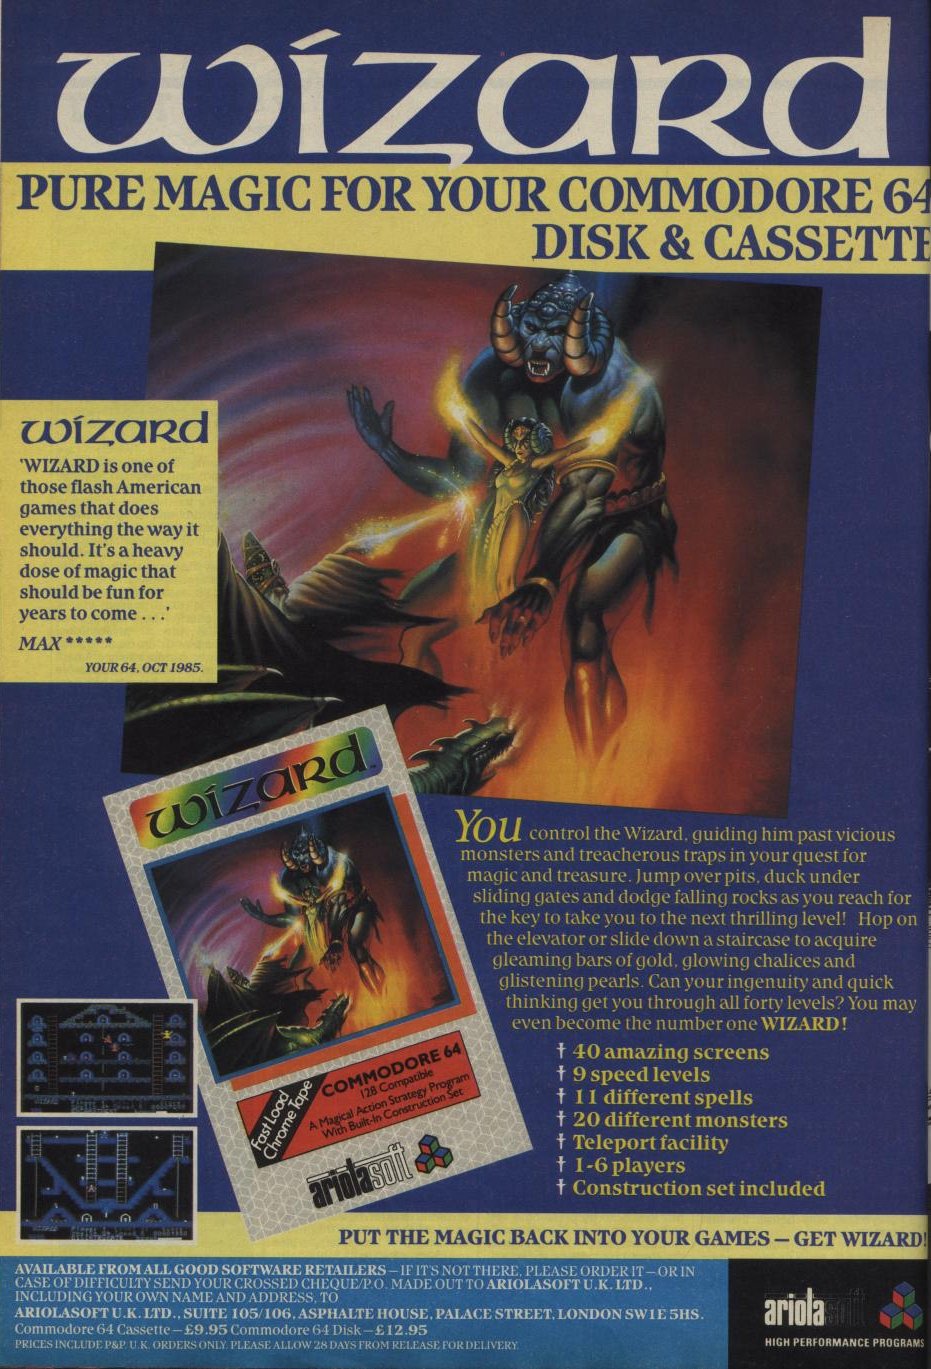 wizard
PURE MAGIC FOR YOUR COMMODORE 64
DISK & CASSETTE
wizard
'WIZARD is one of
those flash American
games that does
everything the way it
should. It's a heavy
dose of magic that
should be fun for
years to come . . .'
MAX *****
YOUR 64, OCT 1985.
wizard™
Fast Load
Chrome Tape
COMMODORE 64
128 Compatible
A Magical Action Strategy Program
With Built-In Construction Set
ariolasoft
You control the Wizard, guiding him past vicious
monsters and treacherous traps in your quest for
magic and treasure. Jump over pits, duck under
sliding gates and dodge falling rocks as you reach for
the key to take you to the next thrilling level! Hop on
the elevator or slide down a staircase to acquire
gleaming bars of gold, glowing chalices and
glistening pearls. Can your ingenuity and quick
thinking get you through all forty levels? You may
even become the number one WIZARD!
† 40 amazing screens
† 9 speed levels
† 11 different spells
† 20 different monsters
† Teleport facility
† 1-6 players
† Construction set included
PUT THE MAGIC BACK INTO YOUR GAMES – GET WIZARD!
AVAILABLE FROM ALL GOOD SOFTWARE RETAILERS – IF IT'S NOT THERE, PLEASE ORDER IT – OR IN
CASE OF DIFFICULTY SEND YOUR CROSSED CHEQUE/P.O. MADE OUT TO ARIOLASOFT U.K. LTD.,
INCLUDING YOUR OWN NAME AND ADDRESS, TO
ARIOLASOFT U.K. LTD., SUITE 105/106, ASPHALTE HOUSE, PALACE STREET, LONDON SW1E 5HS.
Commodore 64 Cassette – £9.95 Commodore 64 Disk – £12.95
PRICES INCLUDE P&P. U.K. ORDERS ONLY. PLEASE ALLOW 28 DAYS FROM RELEASE FOR DELIVERY.
ariolasoft
HIGH PERFORMANCE PROGRAMS